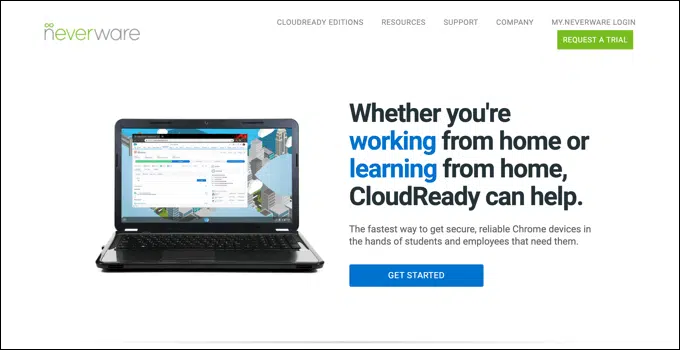 neverware
CLOUDREADY EDITIONS RESOURCES SUPPORT COMPANY MY.NEVERWARE LOGIN
REQUEST A TRIAL
Whether you're
working from home or
learning from home,
CloudReady can help.
The fastest way to get secure, reliable Chrome devices in
the hands of students and employees that need them.
GET STARTED